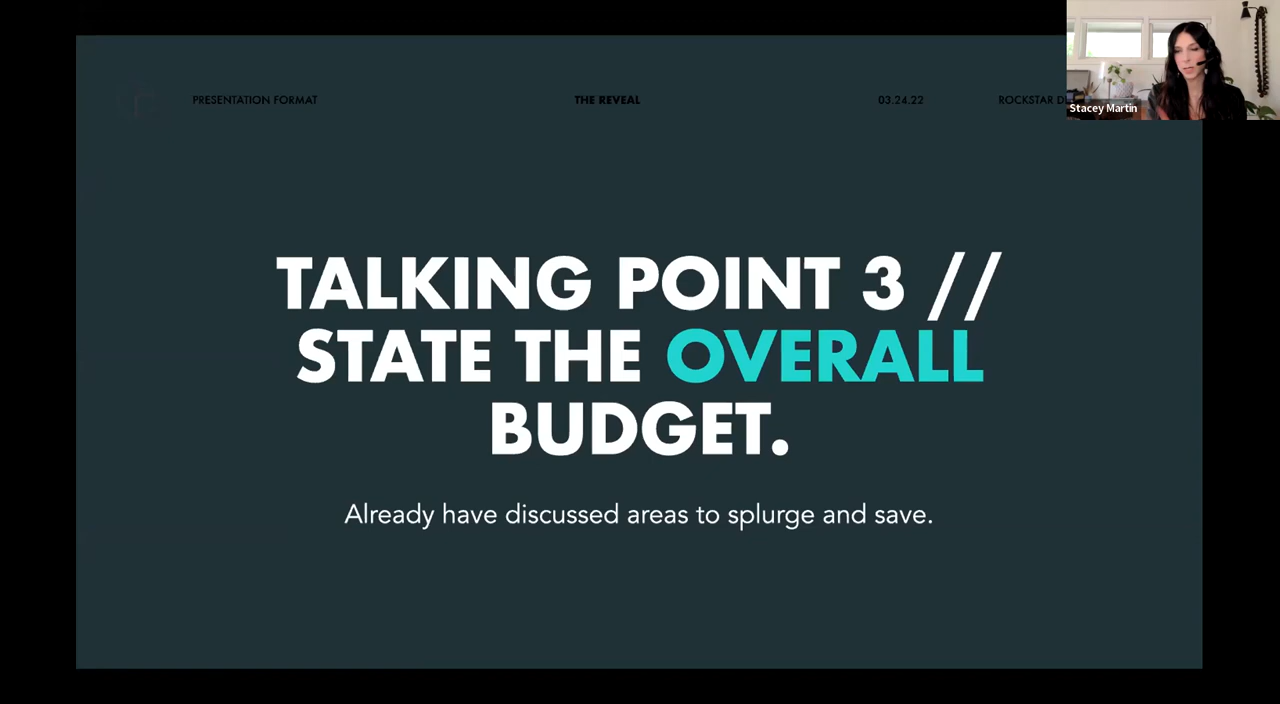 PRESENTATION FORMAT
THE REVEAL
03.24.22
ROCKSTAR
Stacey Martin
TALKING POINT 3 //
STATE THE OVERALL
BUDGET.
Already have discussed areas to splurge and save.